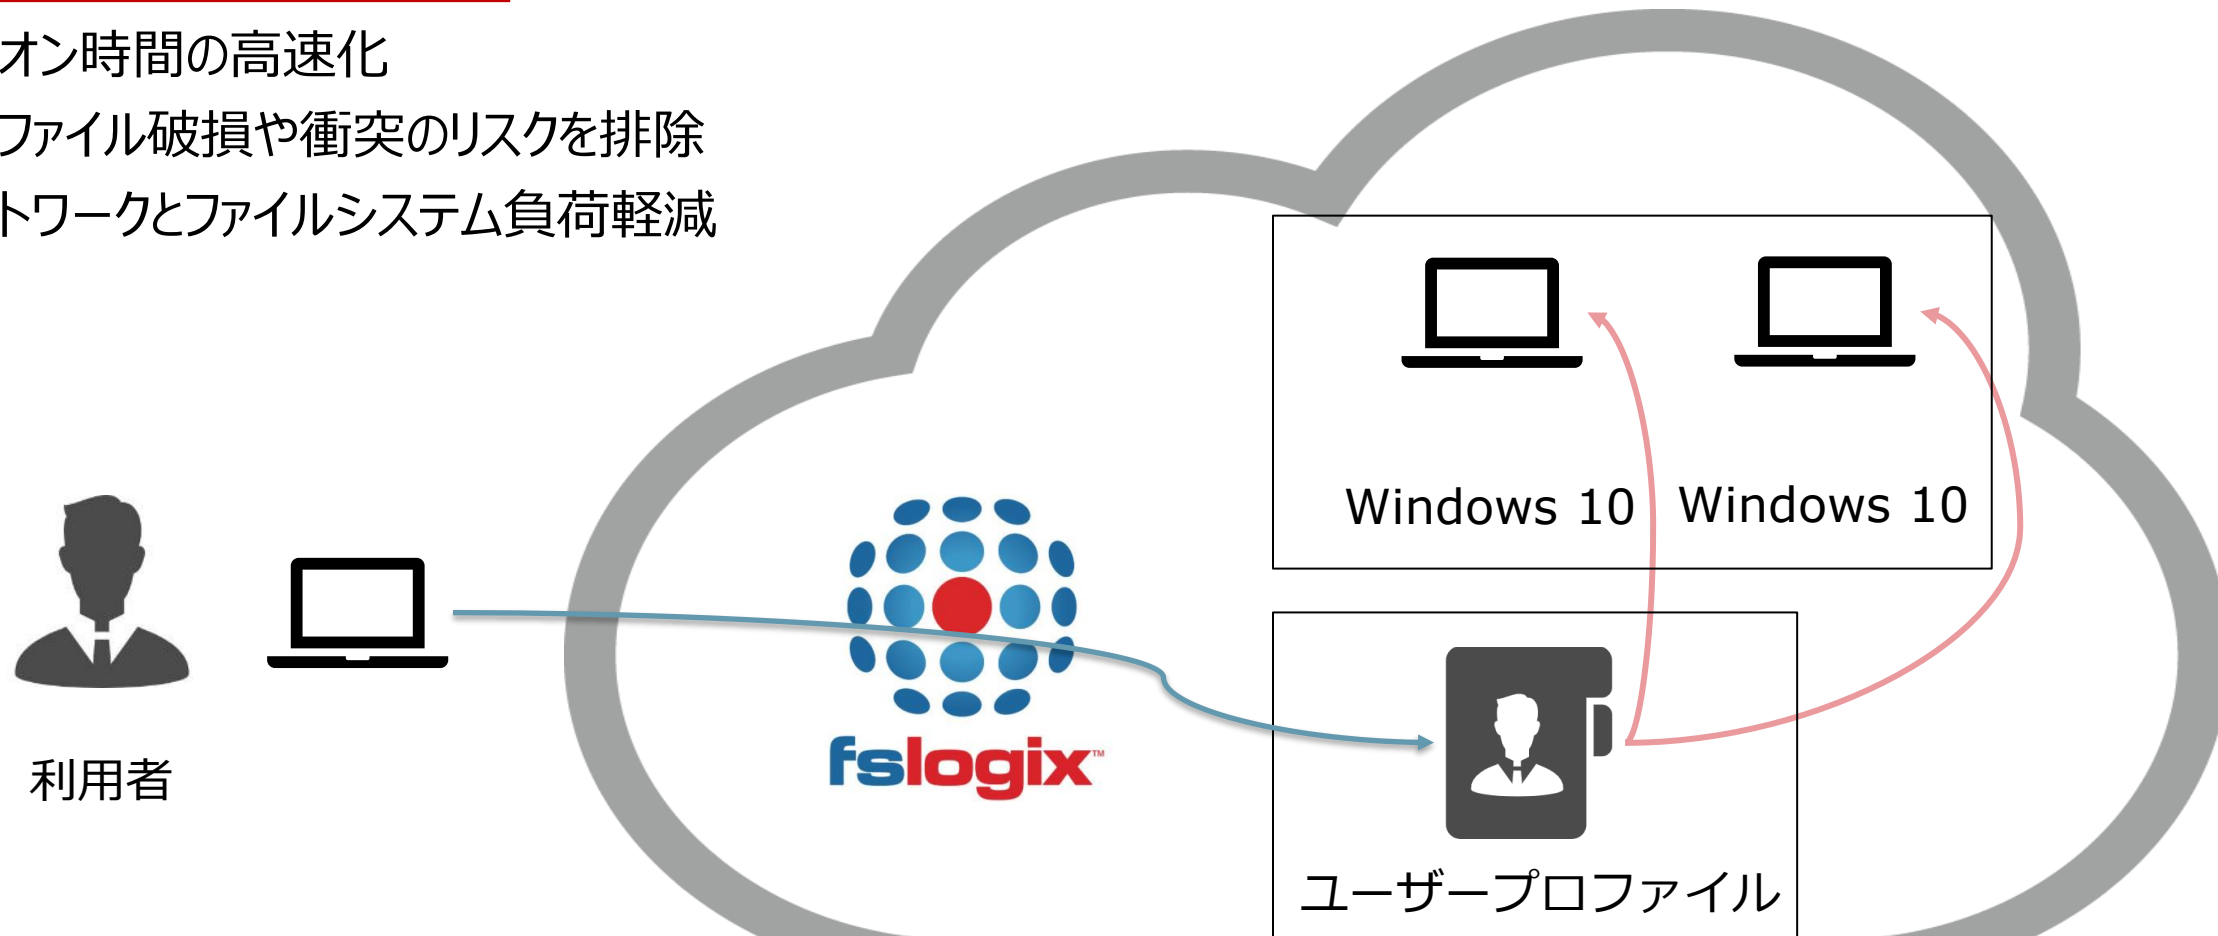 オン時間の高速化
ファイル破損や衝突のリスクを排除
トワークとファイルシステム負荷軽減
Windows 10
Windows 10
fslogix™
利用者
ユーザープロファイル